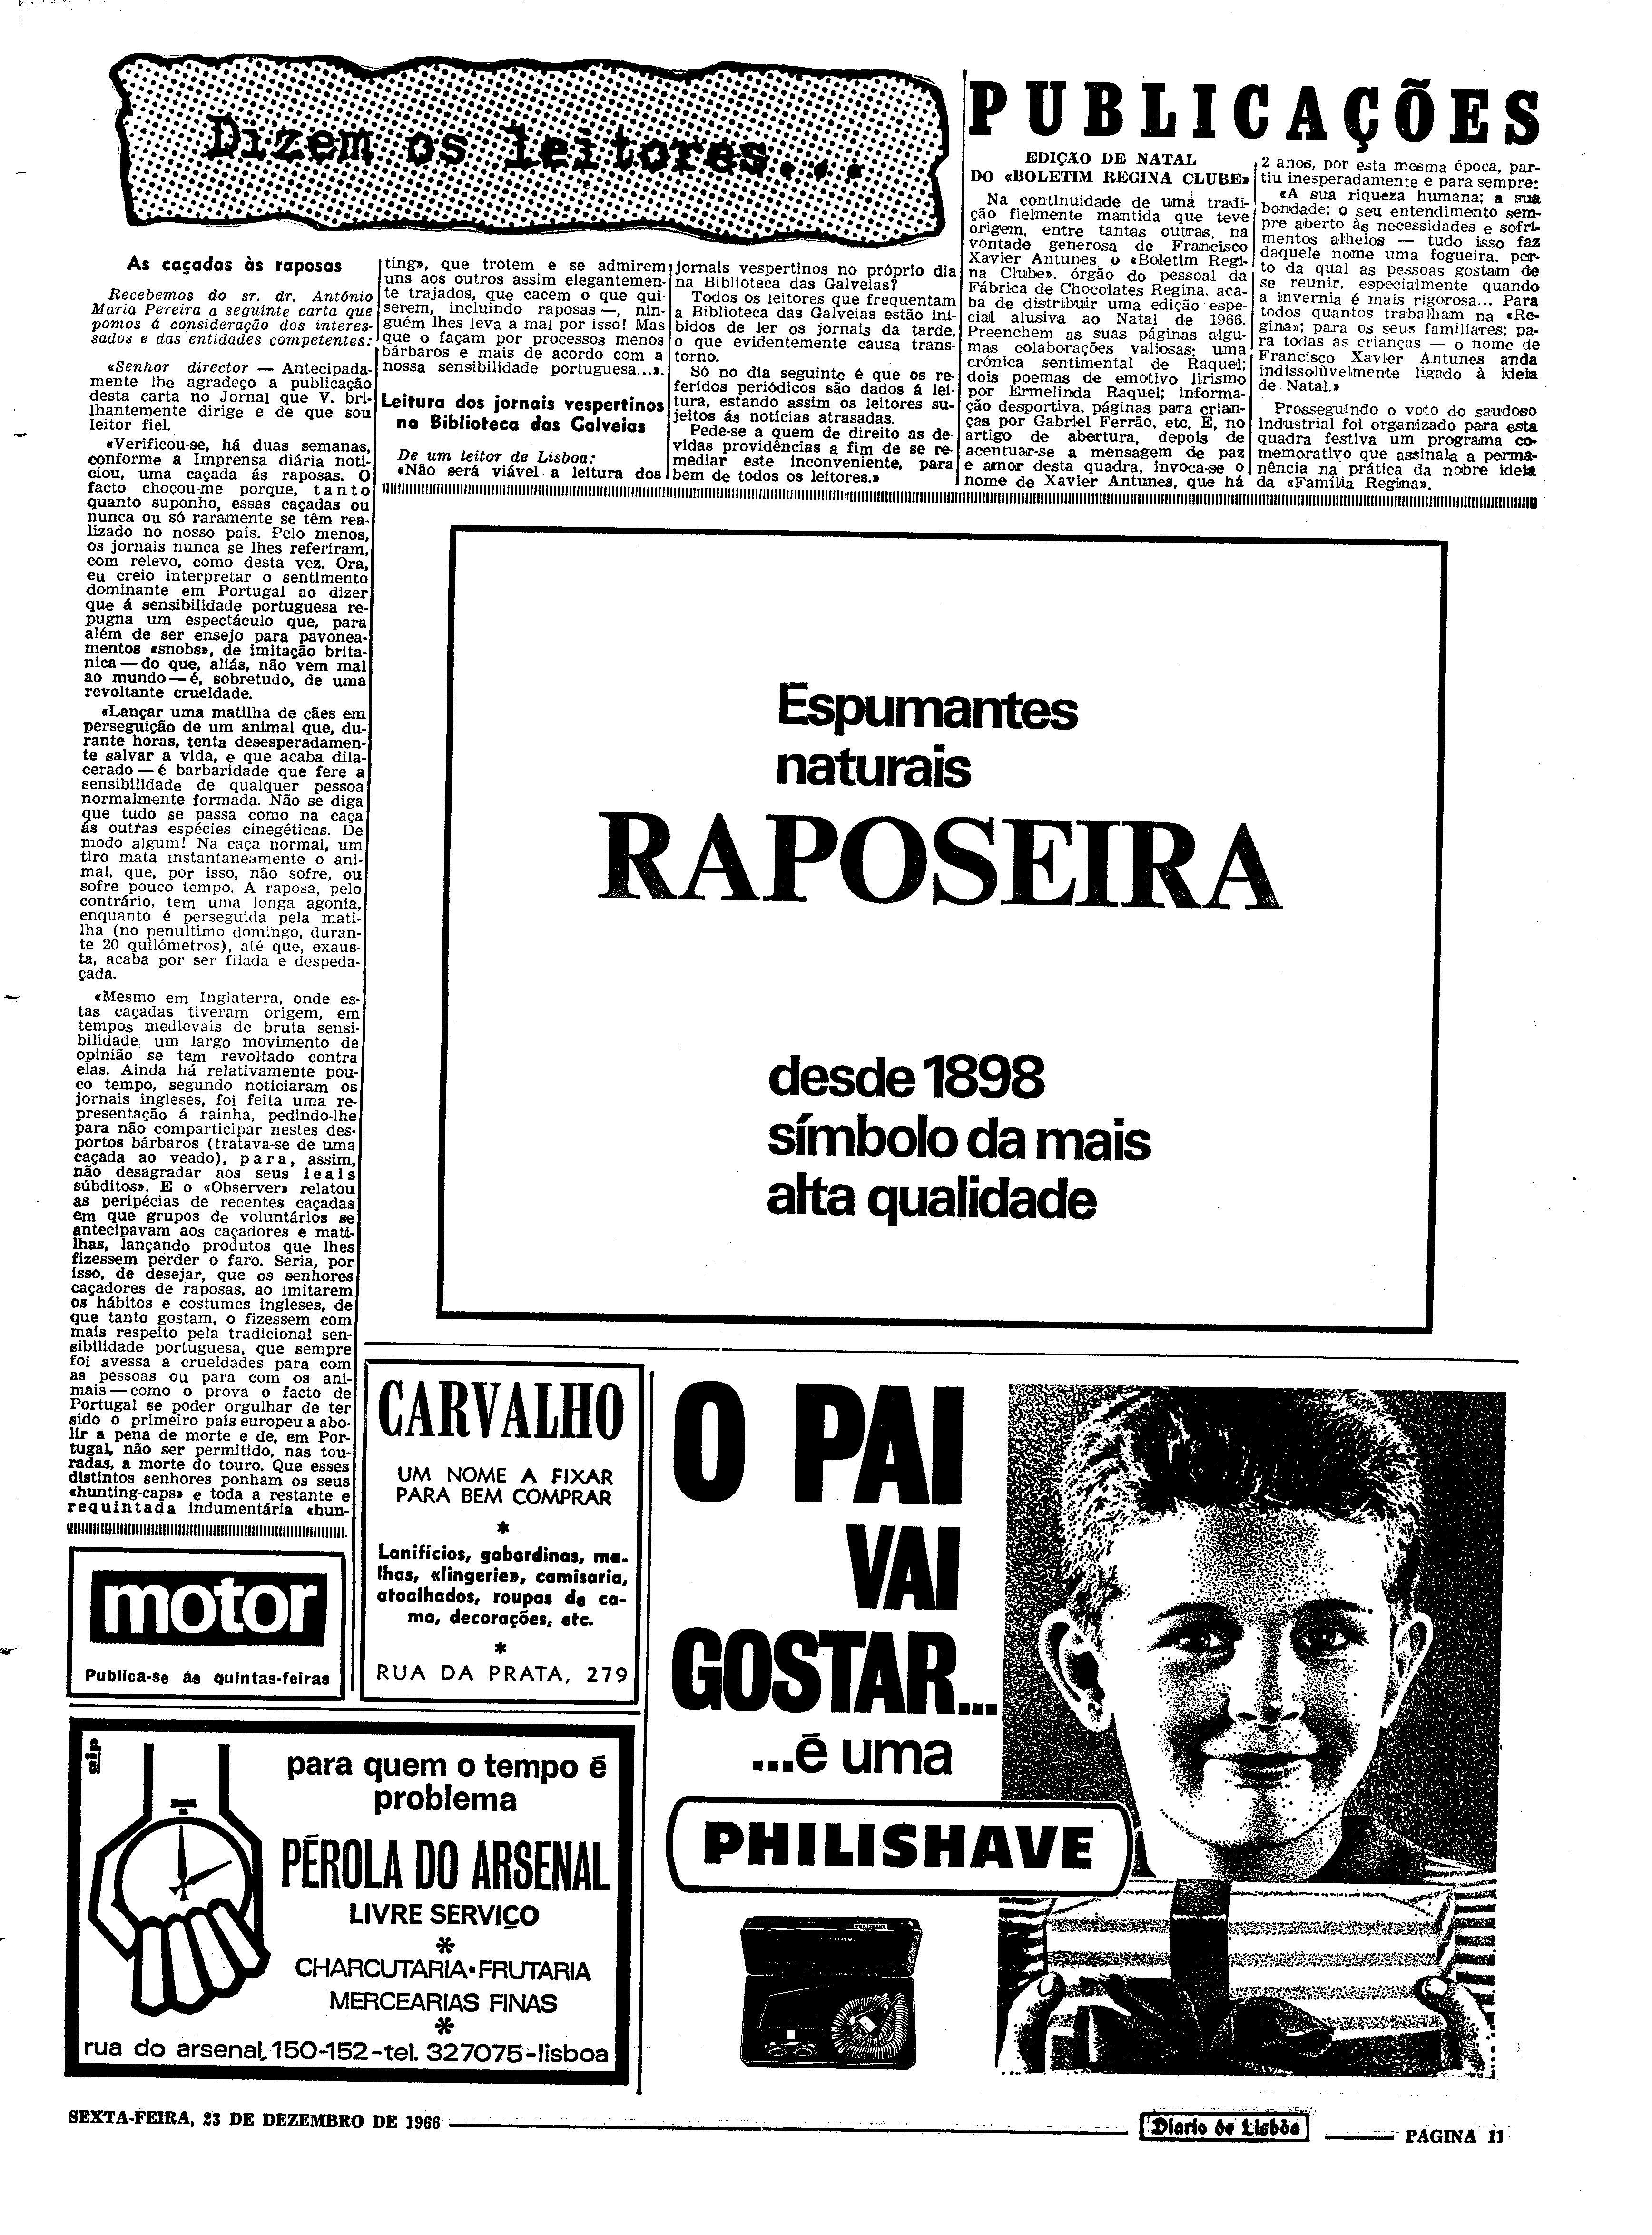 Dizem os leitores...
As caçadas às raposas
Recebemos do sr. dr. António
Maria Pereira a seguinte carta que
pomos á consideração dos interes-
sados e das entidades competentes:
«Senhor director — Antecipada-
mente lhe agradeço a publicação
desta carta no Jornal que V. bri-
lhantemente dirige e de que sou
leitor fiel.
«Verificou-se, há duas semanas,
conforme a Imprensa diária noti-
ciou, uma caçada ás raposas. O
facto chocou-me porque, tanto
quanto suponho, essas caçadas ou
nunca ou só raramente se têm rea-
lizado no nosso país. Pelo menos,
os jornais nunca se lhes referiram,
com relevo, como desta vez. Ora,
eu creio interpretar o sentimento
dominante em Portugal ao dizer
que á sensibilidade portuguesa re-
pugna um espectáculo que, para
além de ser ensejo para pavonea-
mentos «snobs», de imitação brita-
nica — do que, aliás, não vem mal
ao mundo — é, sobretudo, de uma
revoltante crueldade.
«Lançar uma matilha de cães em
perseguição de um animal que, du-
rante horas, tenta desesperadamen-
te salvar a vida, e que acaba dila-
cerado — é barbaridade que fere a
sensibilidade de qualquer pessoa
normalmente formada. Não se diga
que tudo se passa como na caça
ás outras espécies cinegéticas. De
modo algum! Na caça normal, um
tiro mata instantaneamente o ani-
mal, que, por isso, não sofre, ou
sofre pouco tempo. A raposa, pelo
contrário, tem uma longa agonia,
enquanto é perseguida pela mati-
lha (no penultimo domingo, duran-
te 20 quilómetros), até que, exaus-
ta, acaba por ser filada e despeda-
çada.
«Mesmo em Inglaterra, onde es-
tas caçadas tiveram origem, em
tempos medievais de bruta sensi-
bilidade, um largo movimento de
opinião se tem revoltado contra
elas. Ainda há relativamente pou-
co tempo, segundo noticiaram os
jornais ingleses, foi feita uma re-
presentação á rainha, pedindo-lhe
para não comparticipar nestes des-
portos bárbaros (tratava-se de uma
caçada ao veado), para, assim,
não desagradar aos seus leais
súbditos». E o «Observer» relatou
as peripécias de recentes caçadas
em que grupos de voluntários se
antecipavam aos caçadores e mati-
lhas, lançando produtos que lhes
fizessem perder o faro. Seria, por
isso, de desejar, que os senhores
caçadores de raposas, ao imitarem
os hábitos e costumes ingleses, de
que tanto gostam, o fizessem com
mais respeito pela tradicional sen-
sibilidade portuguesa, que sempre
foi avessa a crueldades para com
as pessoas ou para com os ani-
mais — como o prova o facto de
Portugal se poder orgulhar de ter
sido o primeiro país europeu a abo-
lir a pena de morte e de, em Por-
tugal, não ser permitido, nas tou-
radas, a morte do touro. Que esses
distintos senhores ponham os seus
«hunting-caps» e toda a restante e
requintada indumentária «hun-
ting», que trotem e se admirem
uns aos outros assim elegantemen-
te trajados, que cacem o que qui-
serem, incluindo raposas —, nin-
guém lhes leva a mal por isso! Mas
que o façam por processos menos
bárbaros e mais de acordo com a
nossa sensibilidade portuguesa...».
Leitura dos jornais vespertinos
na Biblioteca das Galveias
De um leitor de Lisboa:
«Não será viável a leitura dos
jornais vespertinos no próprio dia
na Biblioteca das Galveias?
Todos os leitores que frequentam
a Biblioteca das Galveias estão ini-
bidos de ler os jornais da tarde,
o que evidentemente causa trans-
torno.
Só no dia seguinte é que os re-
feridos periódicos são dados á lei-
tura, estando assim os leitores su-
jeitos ás notícias atrasadas.
Pede-se a quem de direito as de-
vidas providências a fim de se re-
mediar este inconveniente, para
bem de todos os leitores.»
PUBLICAÇÕES
EDIÇÃO DE NATAL
DO «BOLETIM REGINA CLUBE»
Na continuidade de uma tradi-
ção fielmente mantida que teve
origem, entre tantas outras, na
vontade generosa de Francisco
Xavier Antunes o «Boletim Regi-
na Clube», órgão do pessoal da
Fábrica de Chocolates Regina, aca-
ba de distribuir uma edição espe-
cial alusiva ao Natal de 1966.
Preenchem as suas páginas algu-
mas colaborações valiosas: uma
crónica sentimental de Raquel;
dois poemas de emotivo lirismo
por Ermelinda Raquel; informa-
ção desportiva, páginas para crian-
ças por Gabriel Ferrão, etc. E, no
artigo de abertura, depois de
acentuar-se a mensagem de paz
e amor desta quadra, invoca-se o
nome de Xavier Antunes, que há
2 anos, por esta mesma época, par-
tiu inesperadamente e para sempre:
«A sua riqueza humana; a sua
bondade; o seu entendimento sem-
pre aberto às necessidades e sofri-
mentos alheios — tudo isso faz
daquele nome uma fogueira, per-
to da qual as pessoas gostam de
se reunir, especialmente quando
a invernia é mais rigorosa... Para
todos quantos trabalham na «Re-
gina»; para os seus familiares; pa-
ra todas as crianças — o nome de
Francisco Xavier Antunes anda
indissolùvelmente ligado à ideia
de Natal.»
Prosseguindo o voto do saudoso
industrial foi organizado para esta
quadra festiva um programa co-
memorativo que assinala a perma-
nência na prática da nobre ideia
da «Família Regina».
Espumantes
naturais
RAPOSEIRA
desde 1898
símbolo da mais
alta qualidade
motor
Publica-se ás quintas-feiras
CARVALHO
UM NOME A FIXAR
PARA BEM COMPRAR
*
Lanifícios, gabardinas, ma-
lhas, «lingerie», camisaria,
atoalhados, roupas de ca-
ma, decorações, etc.
*
RUA DA PRATA, 279
para quem o tempo é
problema
PÉROLA DO ARSENAL
LIVRE SERVIÇO
*
CHARCUTARIA•FRUTARIA
MERCEARIAS FINAS
*
rua do arsenal, 150-152 - tel. 327075 - lisboa
O PAI
VAI
GOSTAR...
...é uma
PHILISHAVE
PHILISHAVE
SEXTA-FEIRA, 23 DE DEZEMBRO DE 1966
Diario de Lisbôa
PÁGINA 11